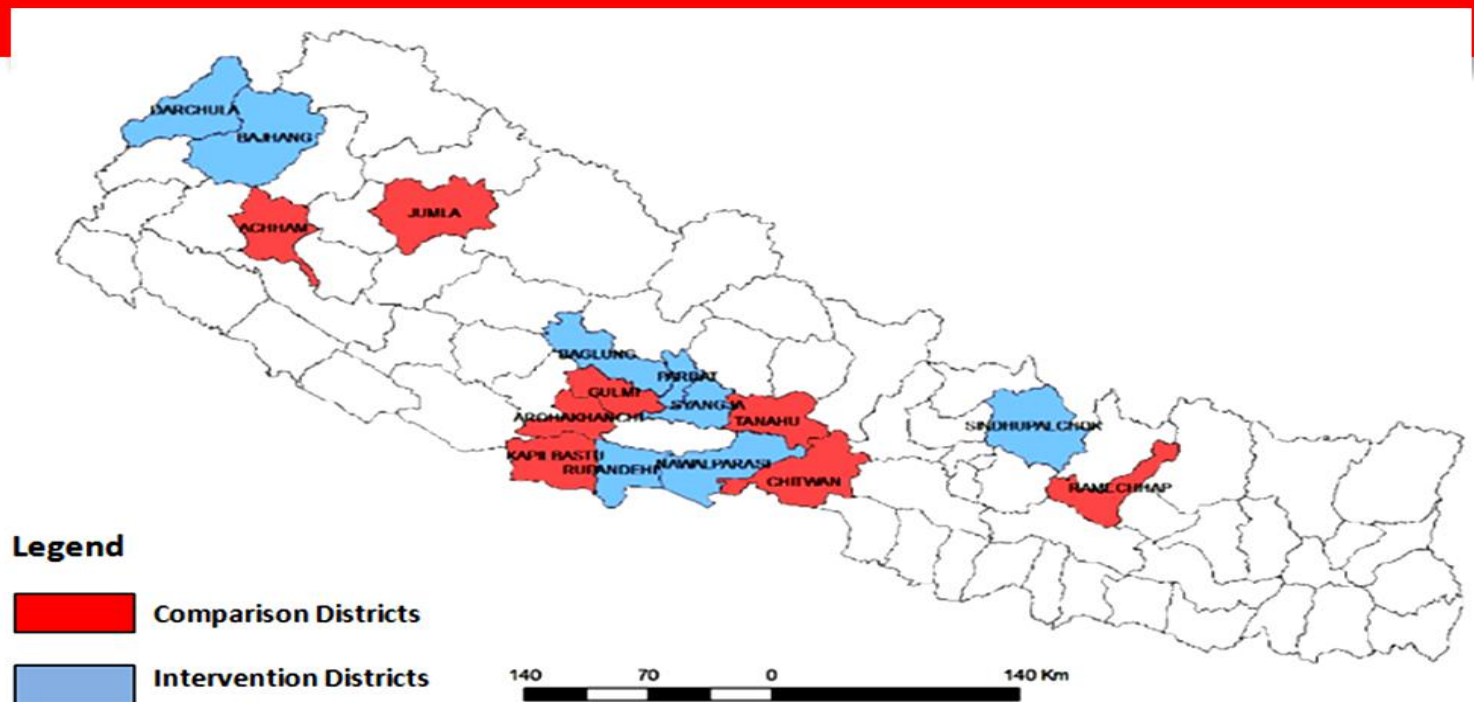 DARCHULA
BAJHANG
JUMLA
ACHHAM
BAGLUNG
PARBAT
GULMI
SYANGJA
ARGHAKHANCHI
TANAHU
SINDHUPALCHOK
KAPILBASTU
RUPANDEHI
NAWALPARASI
CHITWAN
RAMECHHAP
Legend
Comparison Districts
Intervention Districts
140 70 0 140 Km